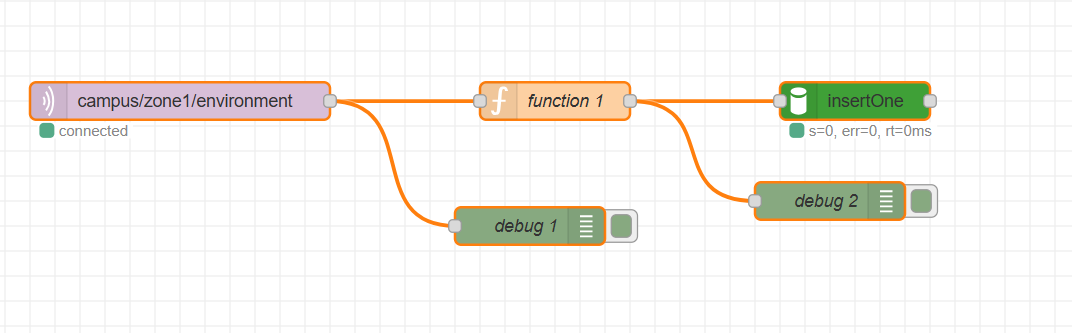 campus/zone1/environment
connected
function 1
insertOne
s=0, err=0, rt=0ms
debug 1
debug 2